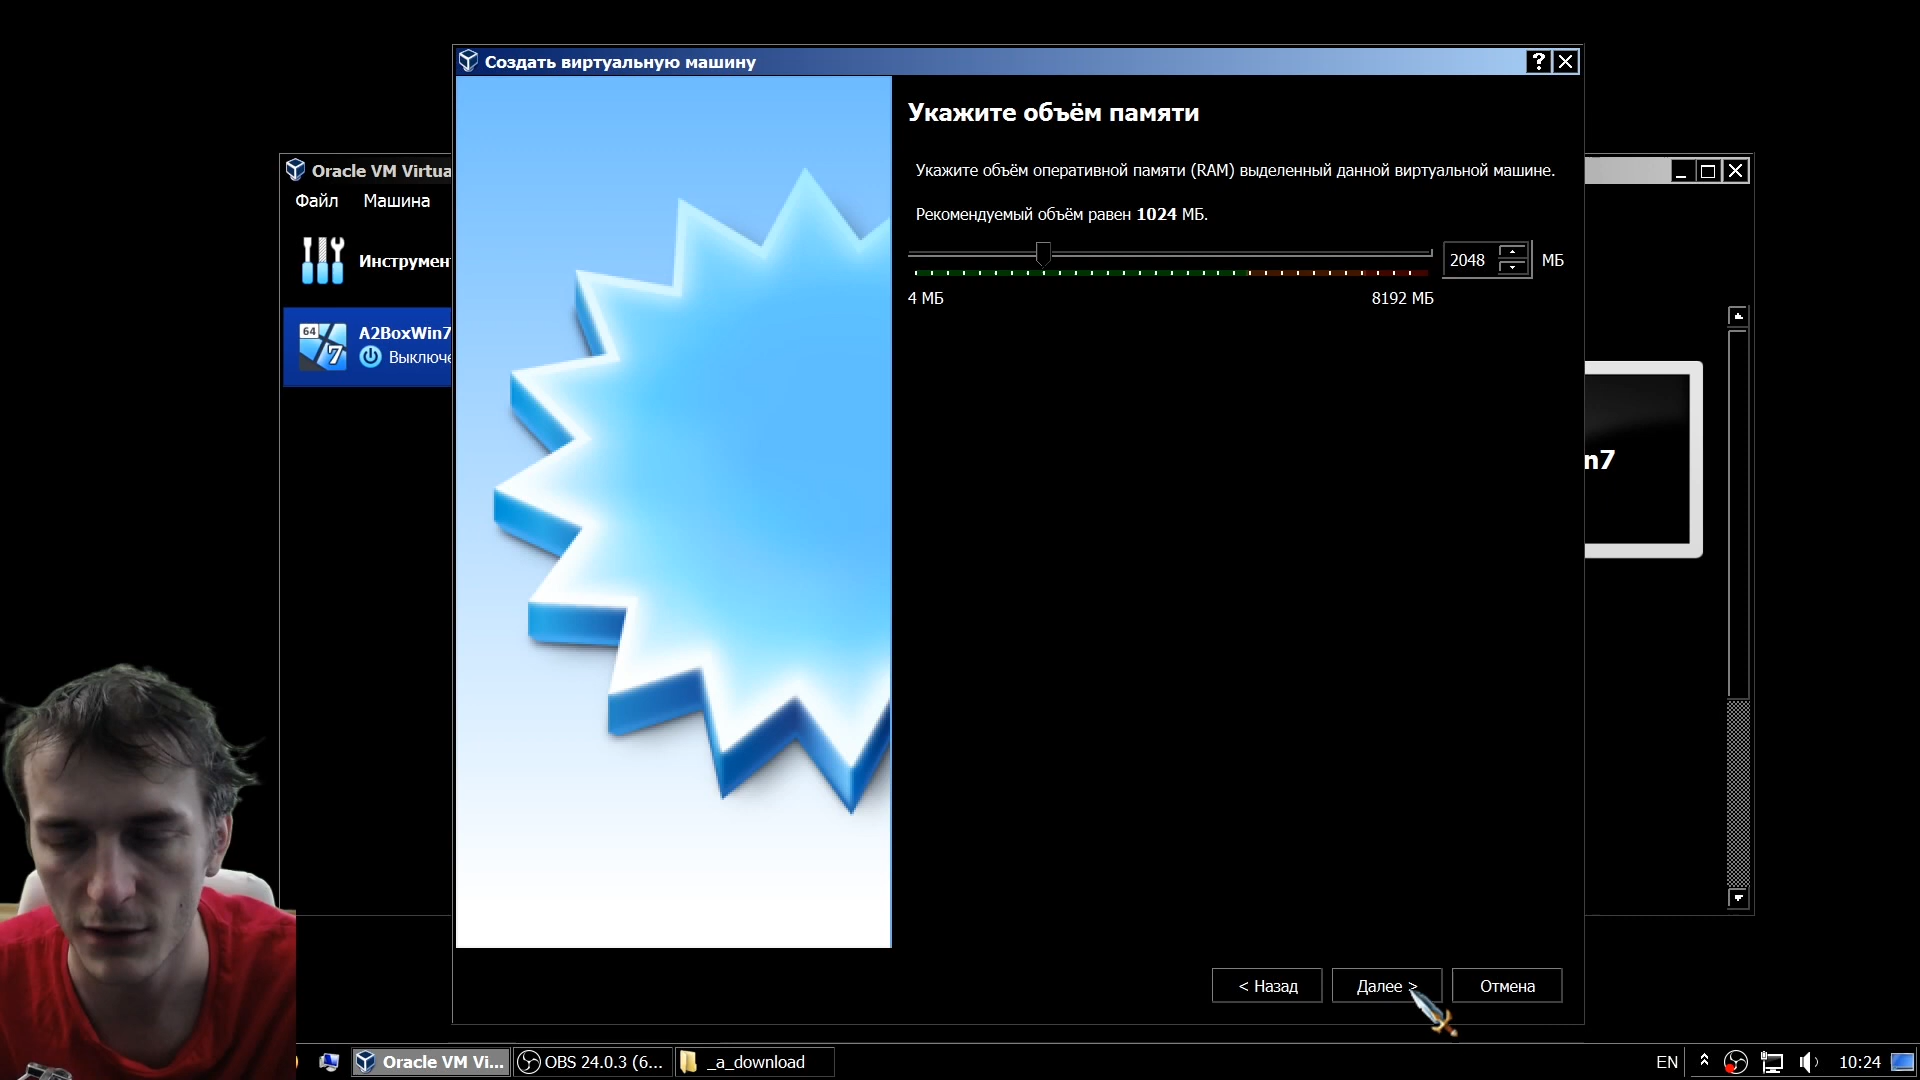 Создать виртуальную машину
Укажите объём памяти
Укажите объём оперативной памяти (RAM) выделенный данной виртуальной машине.
Рекомендуемый объём равен 1024 МБ.
2048 МБ
4 МБ 8192 МБ
< Назад Далее > Отмена
Oracle VM Virtua
Файл Машина
Инструмен
64
7
A2BoxWin7
Выключе
n7
Oracle VM Vi...
OBS 24.0.3 (6...
_a_download
EN
10:24